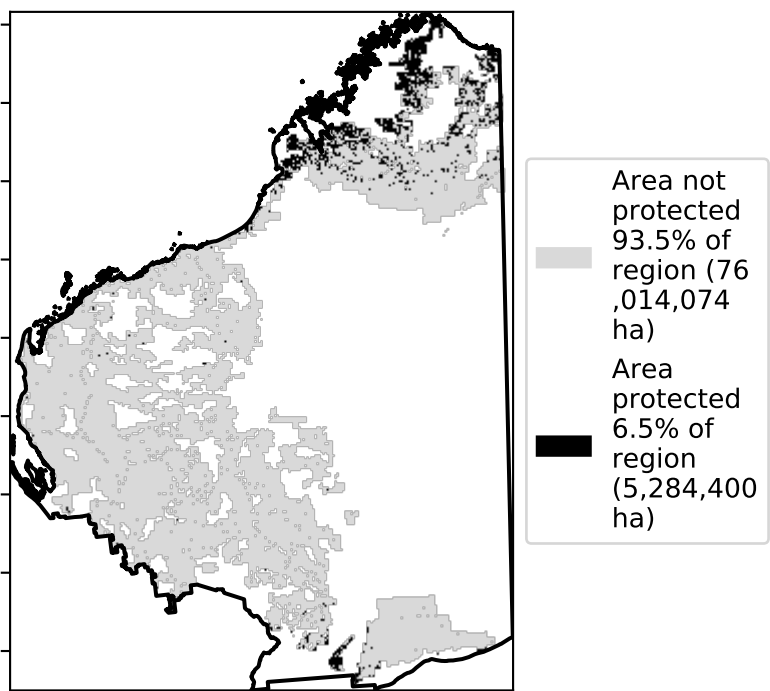 Area not
protected
93.5% of
region (76
,014,074
ha)
Area
protected
6.5% of
region
(5,284,400
ha)